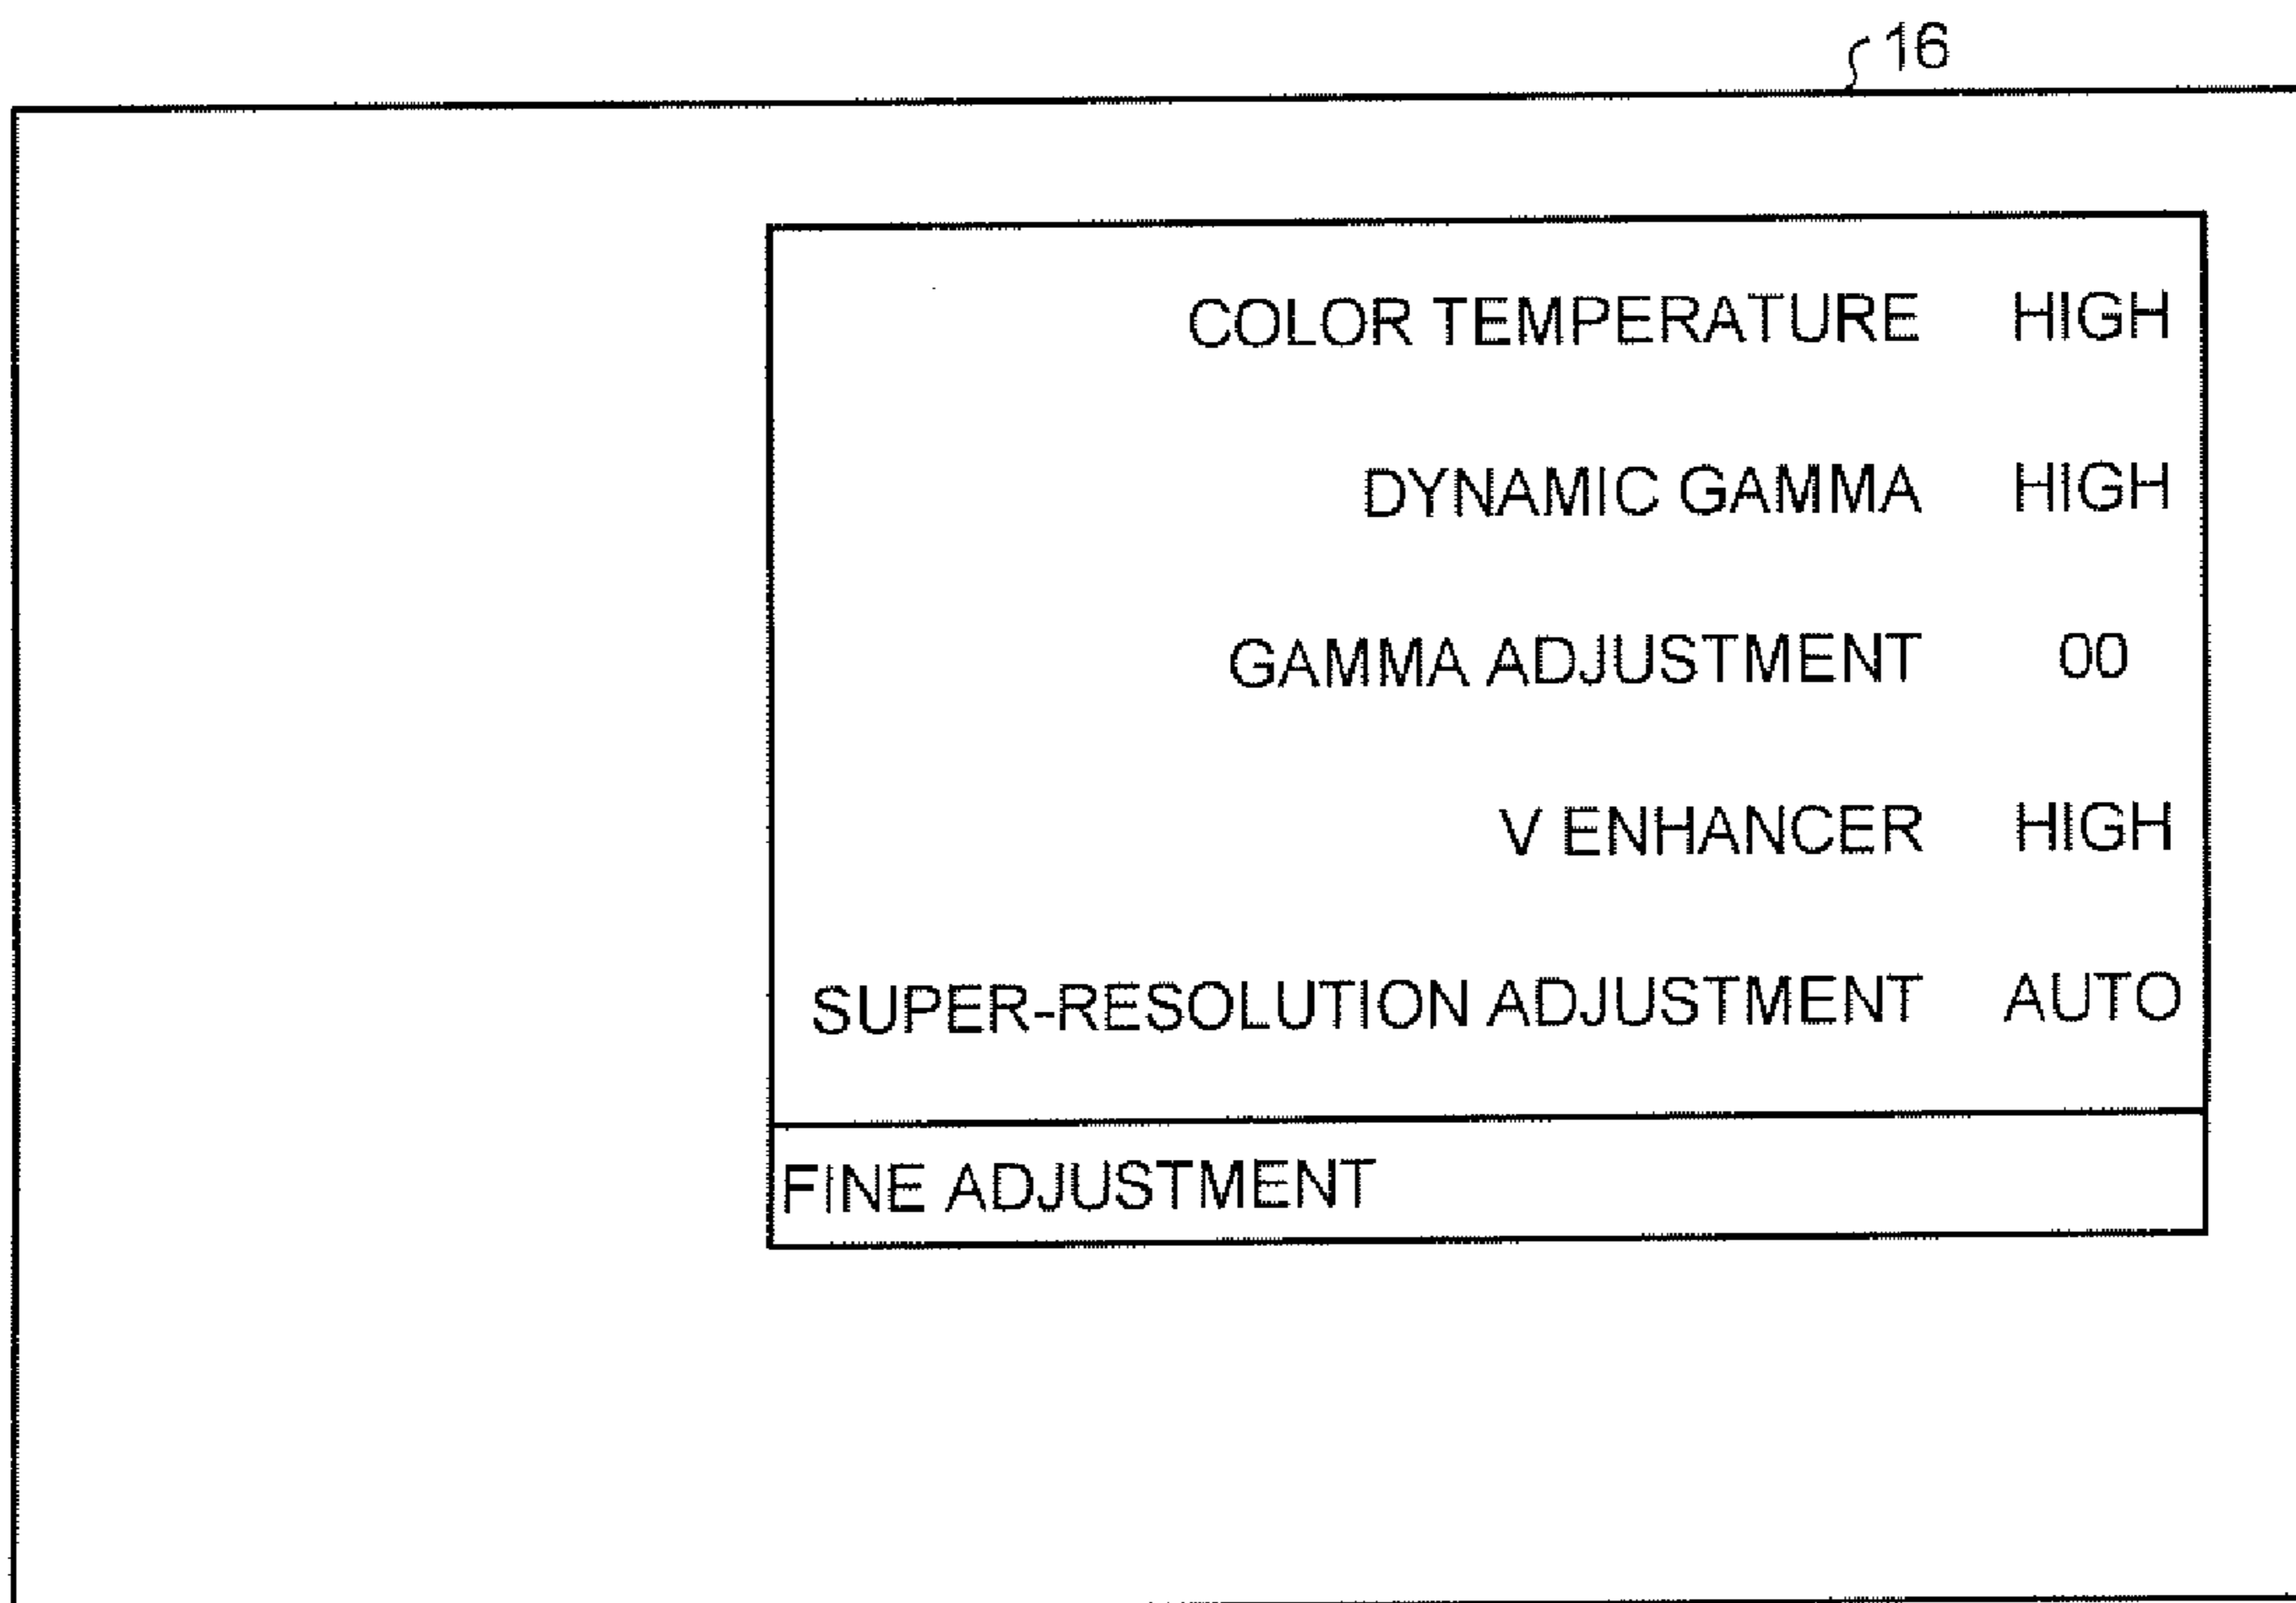 16
COLOR TEMPERATURE HIGH
DYNAMIC GAMMA HIGH
GAMMA ADJUSTMENT 00
V ENHANCER HIGH
SUPER-RESOLUTION ADJUSTMENT AUTO
FINE ADJUSTMENT